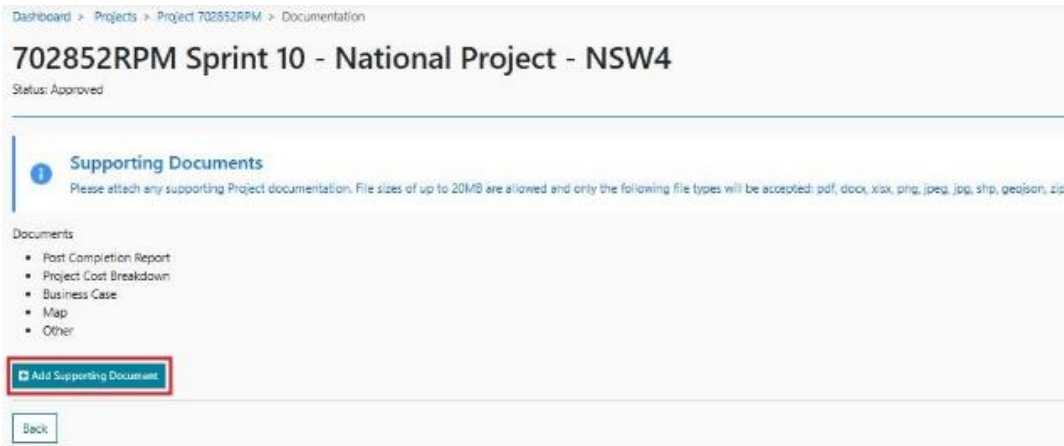 Dashboard > Projects > Project 702852RPM > Documentation
702852RPM Sprint 10 - National Project - NSW4
Status: Approved
Supporting Documents
Please attach any supporting Project documentation. File sizes of up to 20MB are allowed and only the following file types will be accepted: pdf, docx, xlsx, png, jpeg, jpg, shp, geojson, zip
Documents
• Post Completion Report
• Project Cost Breakdown
• Business Case
• Map
• Other
Add Supporting Document
Back